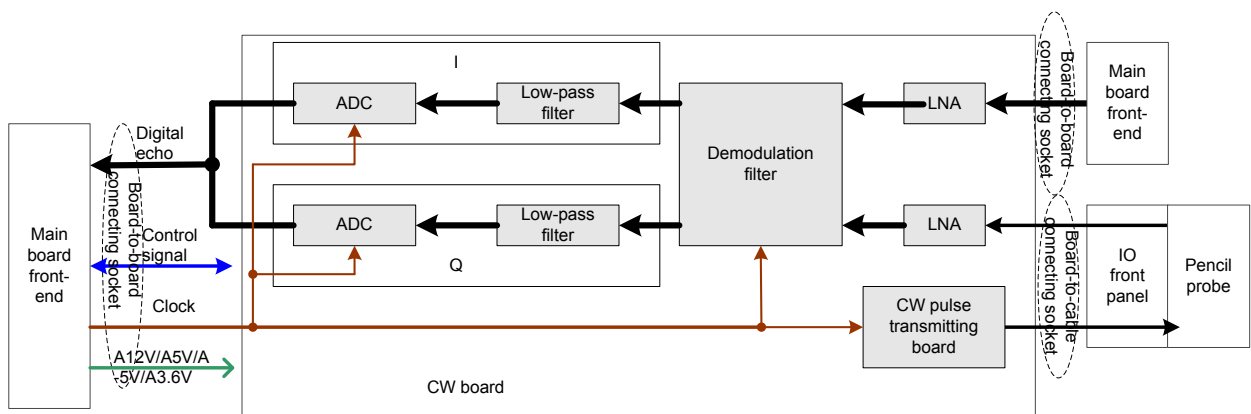 I
ADC
Low-pass
filter
Demodulation
filter
LNA
Board-to-board
connecting socket
Main
board
front-
end
Digital
echo
Board-to-board
connecting socket
Main
board
front-
end
Control
signal
ADC
Low-pass
filter
Q
LNA
Board-to-cable
connecting socket
IO
front
panel
Pencil
probe
Clock
CW pulse
transmitting
board
A12V/A5V/A
-5V/A3.6V
CW board